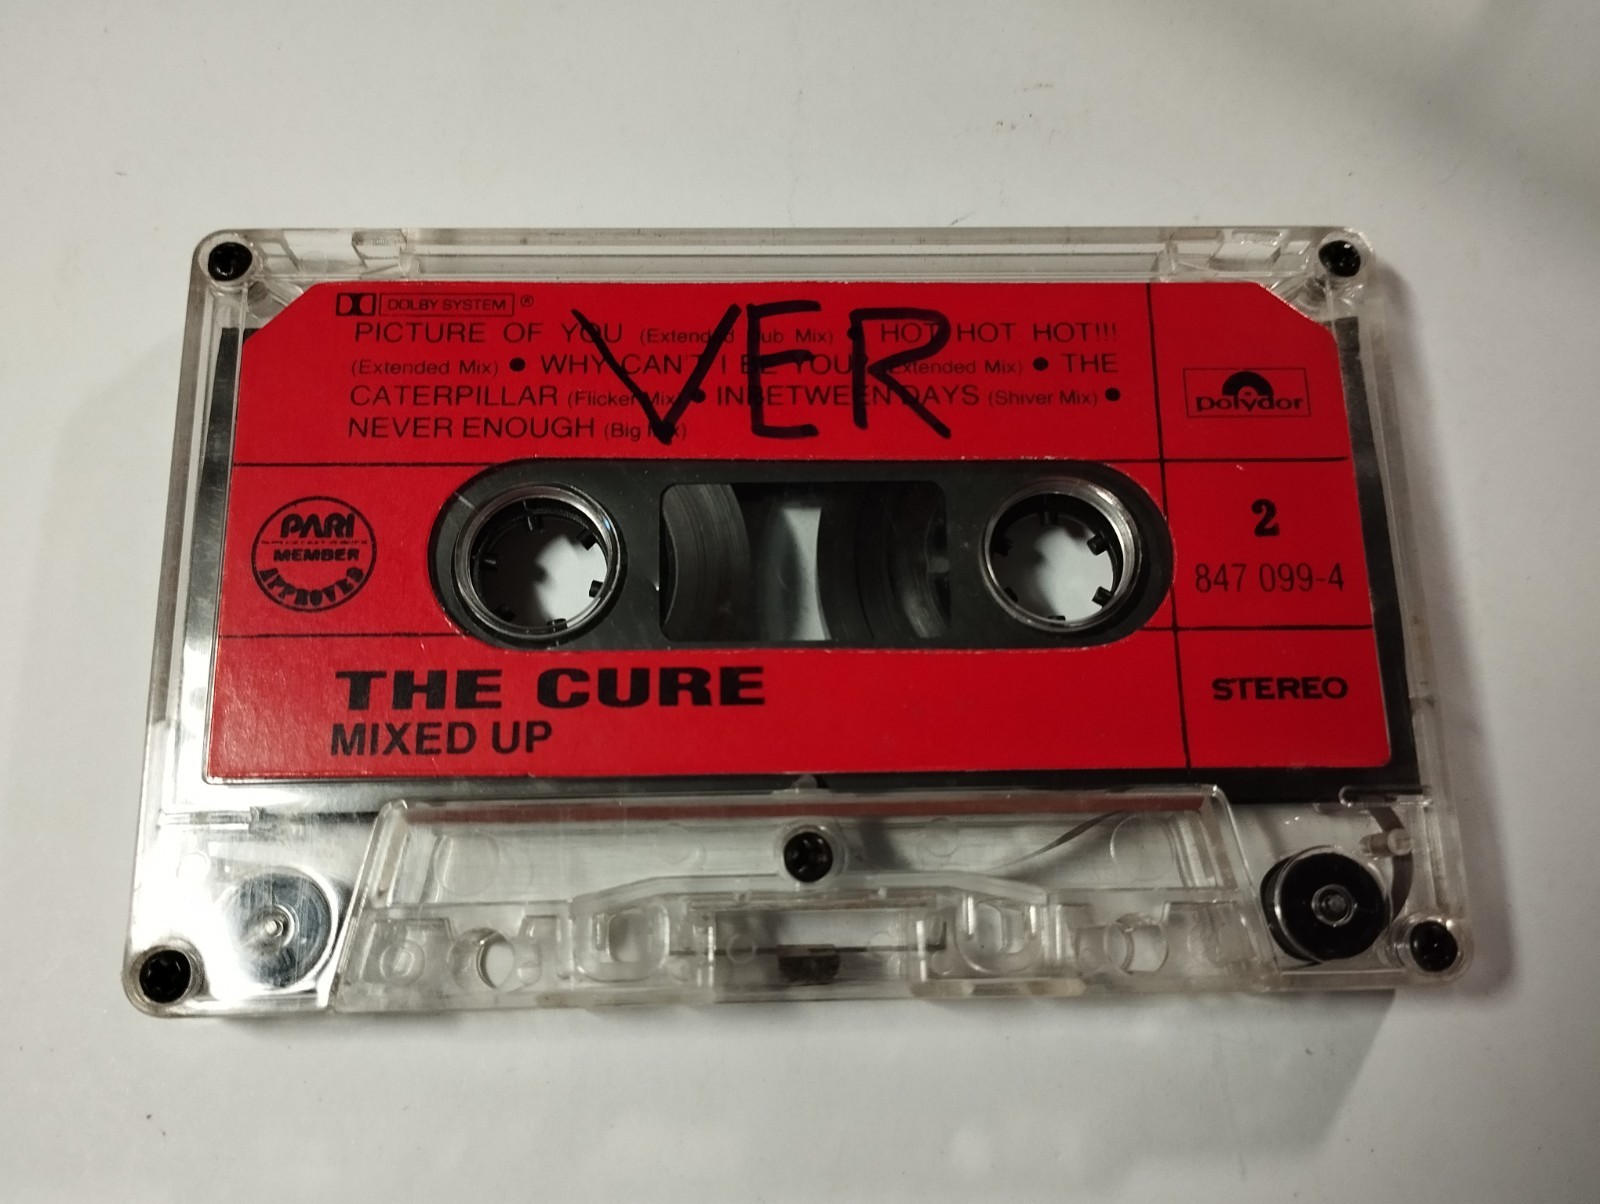 DOLBY SYSTEM ®
VER
PICTURE OF YOU (Extended Dub Mix) • HOT HOT HOT!!!
(Extended Mix) • WHY CAN'T I BE YOU? (Extended Mix) • THE
CATERPILLAR (Flicker Mix) • INBETWEEN DAYS (Shiver Mix) •
NEVER ENOUGH (Big Mix)
polydor
PARI
MEMBER
APPROVED
2
847 099-4
THE CURE
MIXED UP
STEREO